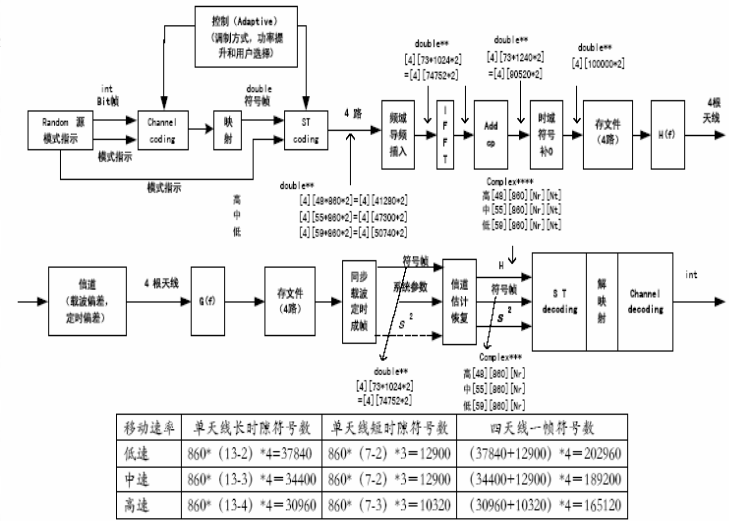 控制（Adaptive）
（调制方式，功率提
升和用户选择）
int
Bit帧
double
符号帧
Random 源
模式指示
Channel
coding
映
射
ST
coding
模式指示
模式指示
4 路
double**
高 [4][48*860*2]=[4][41280*2]
中 [4][55*860*2]=[4][47300*2]
低 [4][59*860*2]=[4][50740*2]
频域
导频
插入
double**
[4][73*1024*2]
=[4][74752*2]
I
F
F
T
Add
cp
double**
[4][73*1240*2]
=[4][90520*2]
时域
符号
补0
double**
[4][100000*2]
存文件
(4路)
H(f)
4根
天线
Complex****
高[48][860][Nr][Nt]
中[55][860][Nr][Nt]
低[59][860][Nr][Nt]
信道
（载波偏差，
定时偏差）
4 根天线
G(f)
存文件
(4路)
同步
载波
定时
成帧
符号帧
系统参数
S 2
double**
[4][73*1024*2]
=[4][74752*2]
信道
估计
恢复
H
符号帧
S 2
Complex***
高[48][860][Nr]
中[55][860][Nr]
低[59][860][Nr]
S T
decoding
解
映
射
Channel
decoding
int
移动速率 单天线长时隙符号数 单天线短时隙符号数 四天线一帧符号数
低速 860*（13-2）*4=37840 860*（7-2）*3＝12900 (37840+12900）*4＝202960
中速 860*（13-3）*4=34400 860*（7-2）*3＝12900 (34400+12900）*4＝189200
高速 860*（13-4）*4=30960 860*（7-3）*3=10320 (30960+10320）*4＝165120